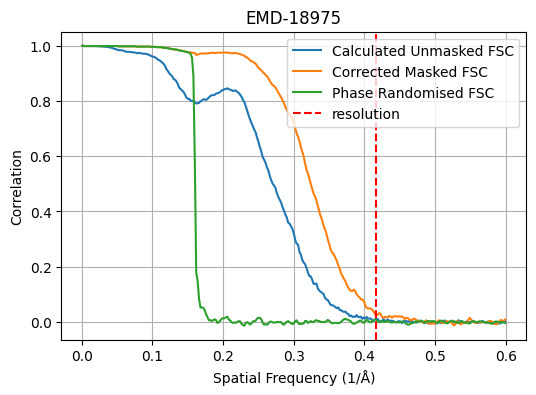 EMD-18975
Calculated Unmasked FSC
Corrected Masked FSC
Phase Randomised FSC
resolution
Correlation
1.0
0.8
0.6
0.4
0.2
0.0
0.0 0.1 0.2 0.3 0.4 0.5 0.6
Spatial Frequency (1/Å)